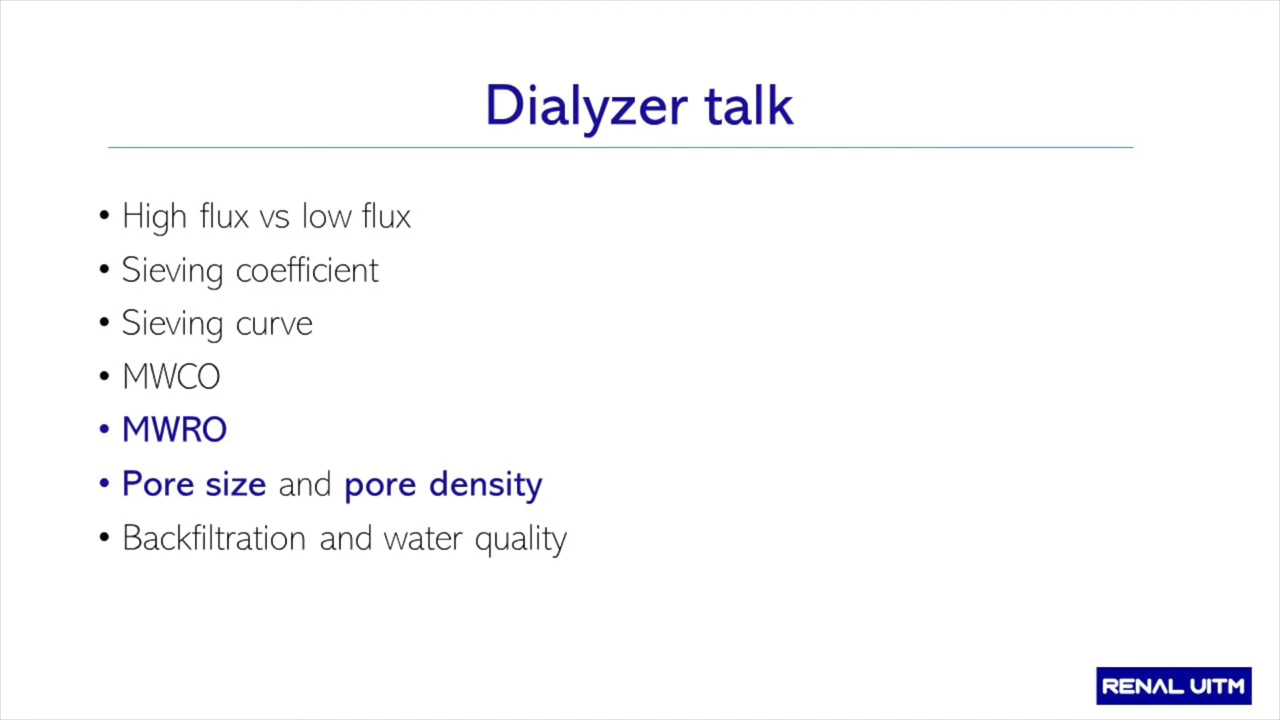 Dialyzer talk
• High flux vs low flux
• Sieving coefficient
• Sieving curve
• MWCO
• MWRO
• Pore size and pore density
• Backfiltration and water quality
RENAL UITM